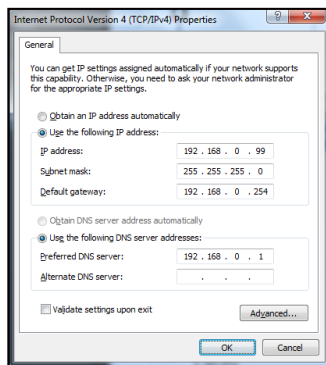 Internet Protocol Version 4 (TCP/IPv4) Properties
General
You can get IP settings assigned automatically if your network supports
this capability. Otherwise, you need to ask your network administrator
for the appropriate IP settings.
Obtain an IP address automatically
Use the following IP address:
IP address: 192 . 168 . 0 . 99
Subnet mask: 255 . 255 . 255 . 0
Default gateway: 192 . 168 . 0 . 254
Obtain DNS server address automatically
Use the following DNS server addresses:
Preferred DNS server: 192 . 168 . 0 . 1
Alternate DNS server: . . .
Validate settings upon exit
Advanced...
OK Cancel